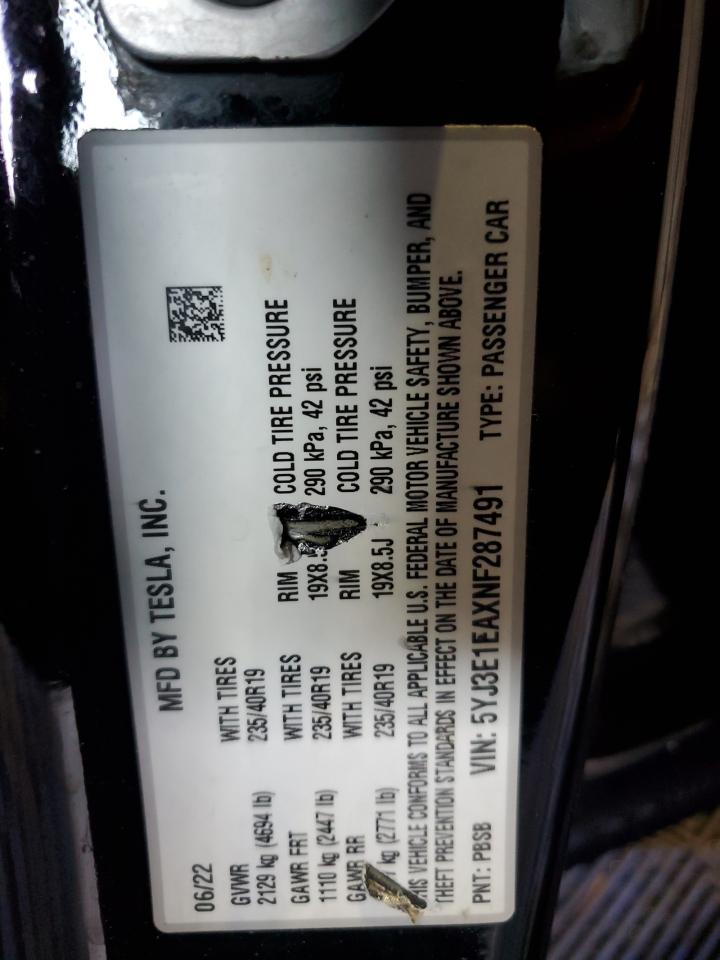 MFD BY TESLA, INC.
06/22
GVWR
2129 kg (4694 lb)
WITH TIRES
235/40R19
GAWR FRT
1110 kg (2447 lb)
WITH TIRES
235/40R19
RIM
19X8.5
COLD TIRE PRESSURE
290 kPa, 42 psi
GAWR RR
kg (2771 lb)
WITH TIRES
235/40R19
RIM
19X8.5J
COLD TIRE PRESSURE
290 kPa, 42 psi
THIS VEHICLE CONFORMS TO ALL APPLICABLE U.S. FEDERAL MOTOR VEHICLE SAFETY, BUMPER, AND
THEFT PREVENTION STANDARDS IN EFFECT ON THE DATE OF MANUFACTURE SHOWN ABOVE.
PNT: PBSB VIN: 5YJ3E1EAXNF287491 TYPE: PASSENGER CAR